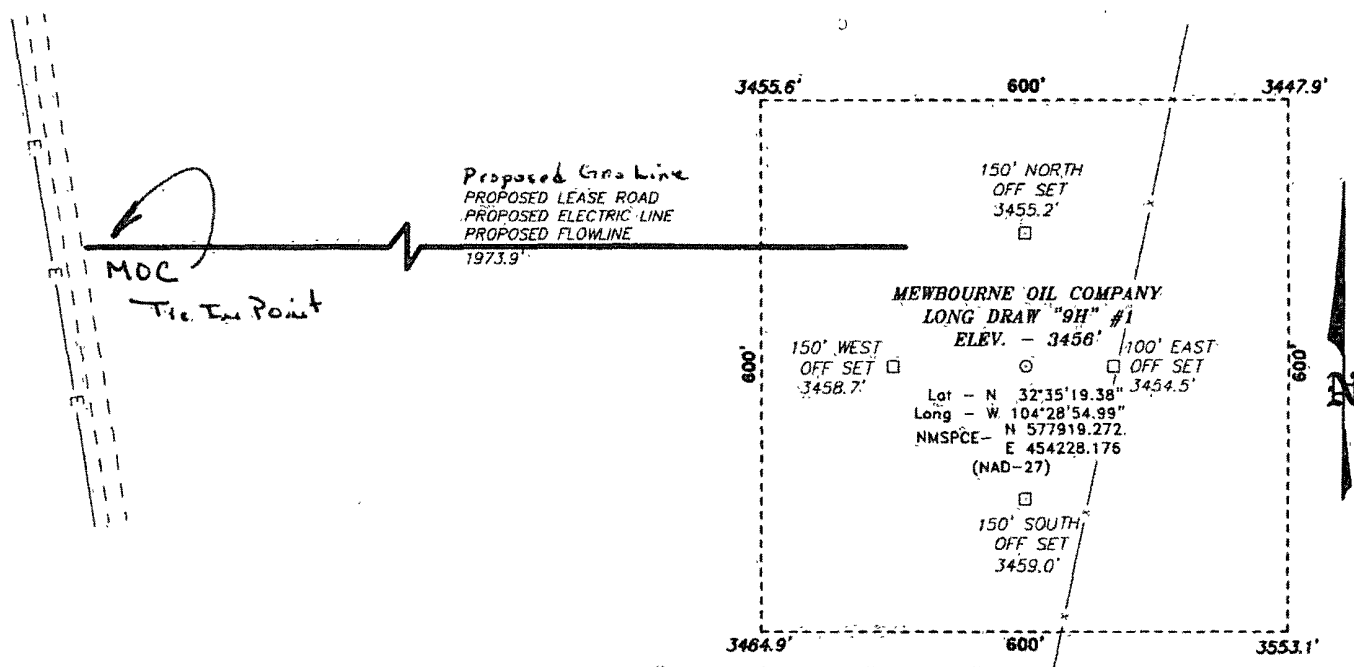 3455.6' 600' 3447.9'
Proposed Gas Line
PROPOSED LEASE ROAD
PROPOSED ELECTRIC LINE
PROPOSED FLOWLINE
1973.9'
MOC
Tie In Point
E
E
E
150' NORTH
OFF SET
3455.2'
MEWBOURNE OIL COMPANY
LONG DRAW "9H" #1
ELEV. - 3456'
600'
150' WEST
OFF SET
3458.7'
100' EAST
OFF SET
3454.5'
600'
Lat - N 32°35'19.38"
Long - W 104°28'54.99"
NMSPCE- N 577919.272
E 454228.176
(NAD-27)
150' SOUTH
OFF SET
3459.0'
3464.9' 600' 3553.1'